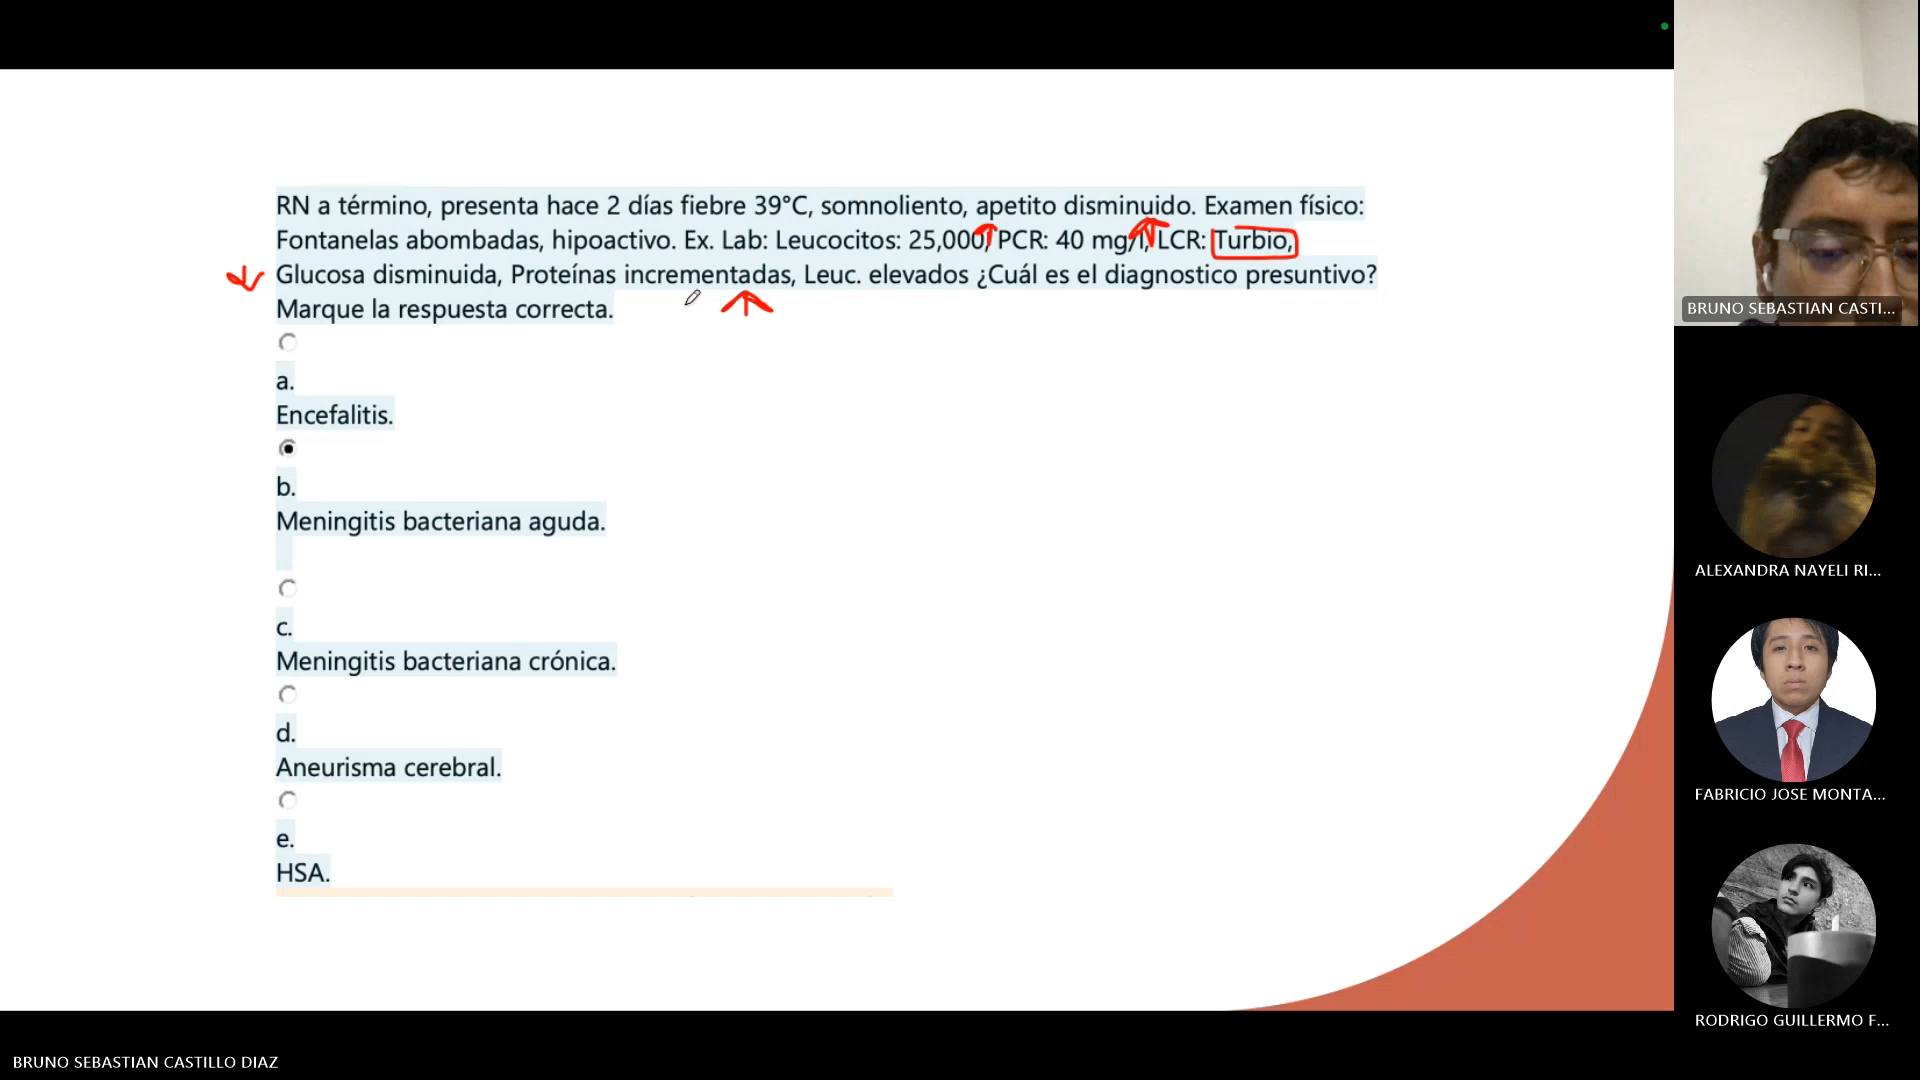 RN a término, presenta hace 2 días fiebre 39°C, somnoliento, apetito disminuido. Examen físico:
Fontanelas abombadas, hipoactivo. Ex. Lab: Leucocitos: 25,000, PCR: 40 mg/l, LCR: Turbio,
Glucosa disminuida, Proteínas incrementadas, Leuc. elevados ¿Cuál es el diagnostico presuntivo?
Marque la respuesta correcta.
a.
Encefalitis.
b.
Meningitis bacteriana aguda.
c.
Meningitis bacteriana crónica.
d.
Aneurisma cerebral.
e.
HSA.
BRUNO SEBASTIAN CASTI...
ALEXANDRA NAYELI RI...
FABRICIO JOSE MONTA...
RODRIGO GUILLERMO F...
BRUNO SEBASTIAN CASTILLO DIAZ